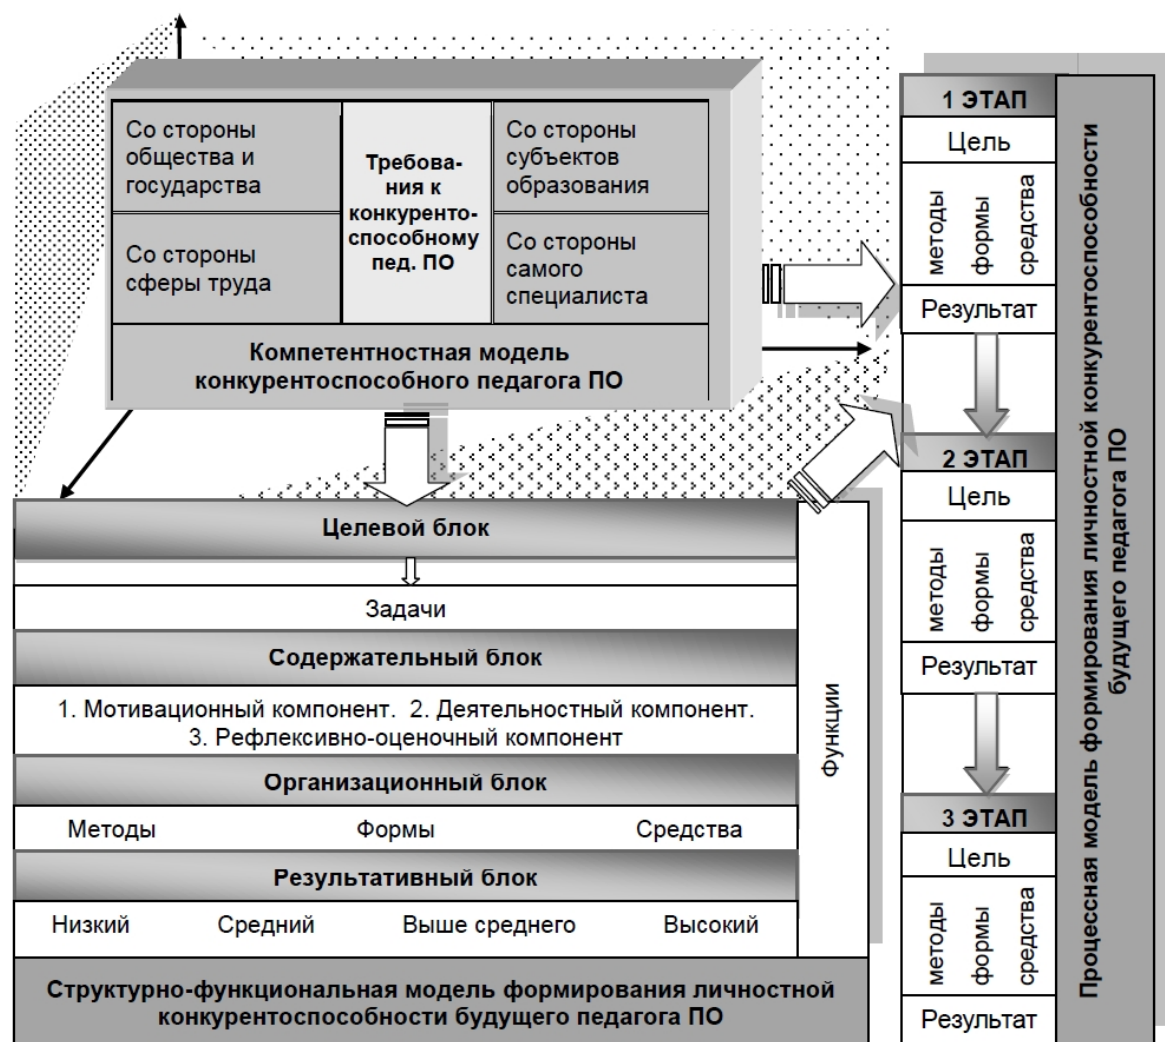 Со стороны
общества и
государства
Со стороны
сферы труда
Требова-
ния к
конкуренто-
способному
пед. ПО
Со стороны
субъектов
образования
Со стороны
самого
специалиста
Компетентностная модель
конкурентоспособного педагога ПО
Целевой блок
Задачи
Содержательный блок
1. Мотивационный компонент. 2. Деятельностный компонент.
3. Рефлексивно-оценочный компонент
Организационный блок
Методы Формы Средства
Результативный блок
Низкий Средний Выше среднего Высокий
Функции
Структурно-функциональная модель формирования личностной
конкурентоспособности будущего педагога ПО
1 ЭТАП
Цель
методы
формы
средства
Результат
2 ЭТАП
Цель
методы
формы
средства
Результат
3 ЭТАП
Цель
методы
формы
средства
Результат
Процессная модель формирования личностной конкурентоспособности
будущего педагога ПО